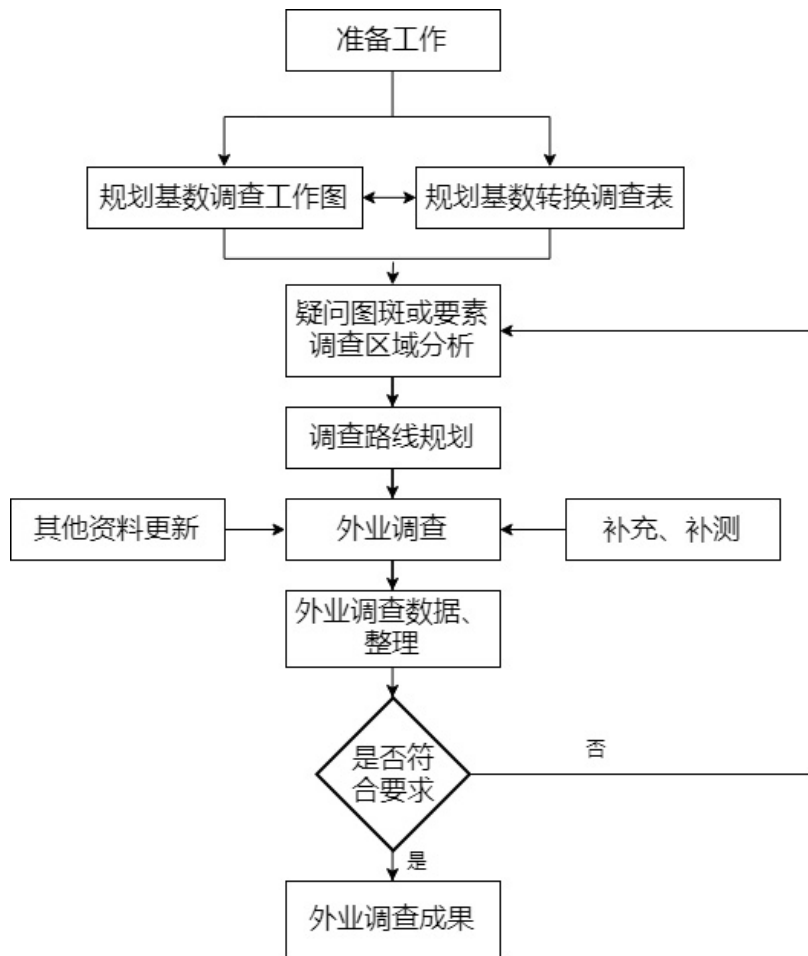 准备工作
规划基数调查工作图
规划基数转换调查表
疑问图斑或要素
调查区域分析
调查路线规划
其他资料更新
外业调查
补充、补测
外业调查数据、
整理
是否符
合要求
否
是
外业调查成果